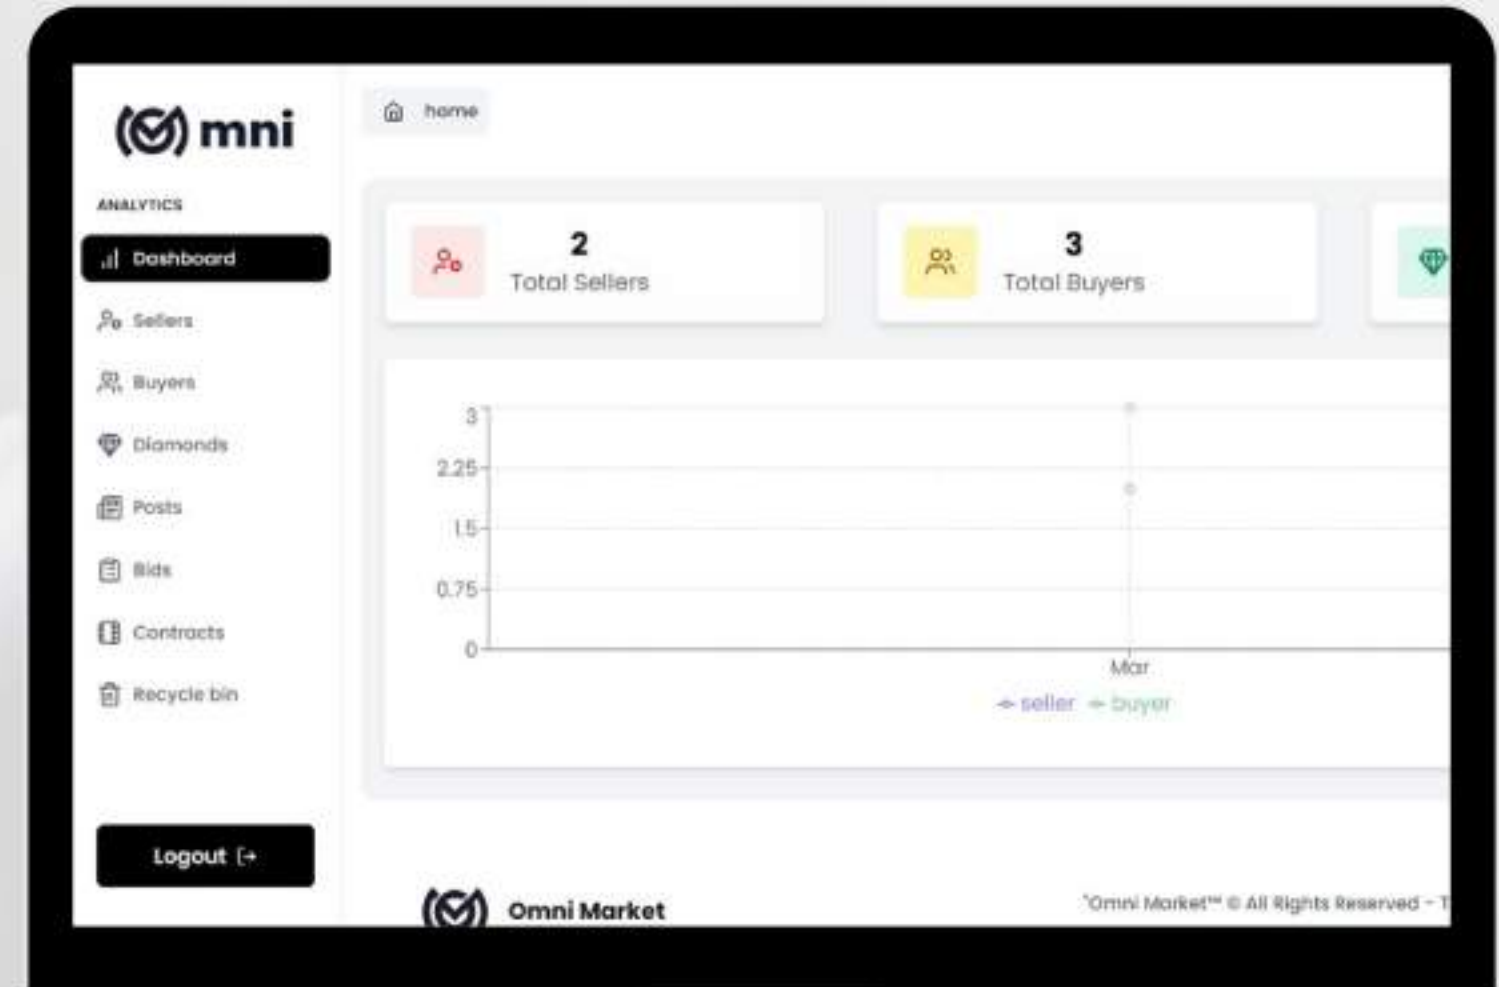 mni
ANALYTICS
Dashboard
Sellers
Buyers
Diamonds
Posts
Bids
Contracts
Recycle bin
Logout
home
2
Total Sellers
3
Total Buyers
3
2.25
1.5
0.75
0
Mar
seller buyer
Omni Market
"Omni Market™ © All Rights Reserved - T